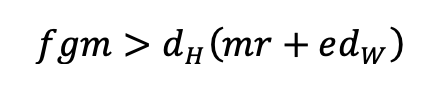 𝑓𝑔𝑚 > 𝑑_𝐻(𝑚𝑟 + 𝑒𝑑_𝑊)